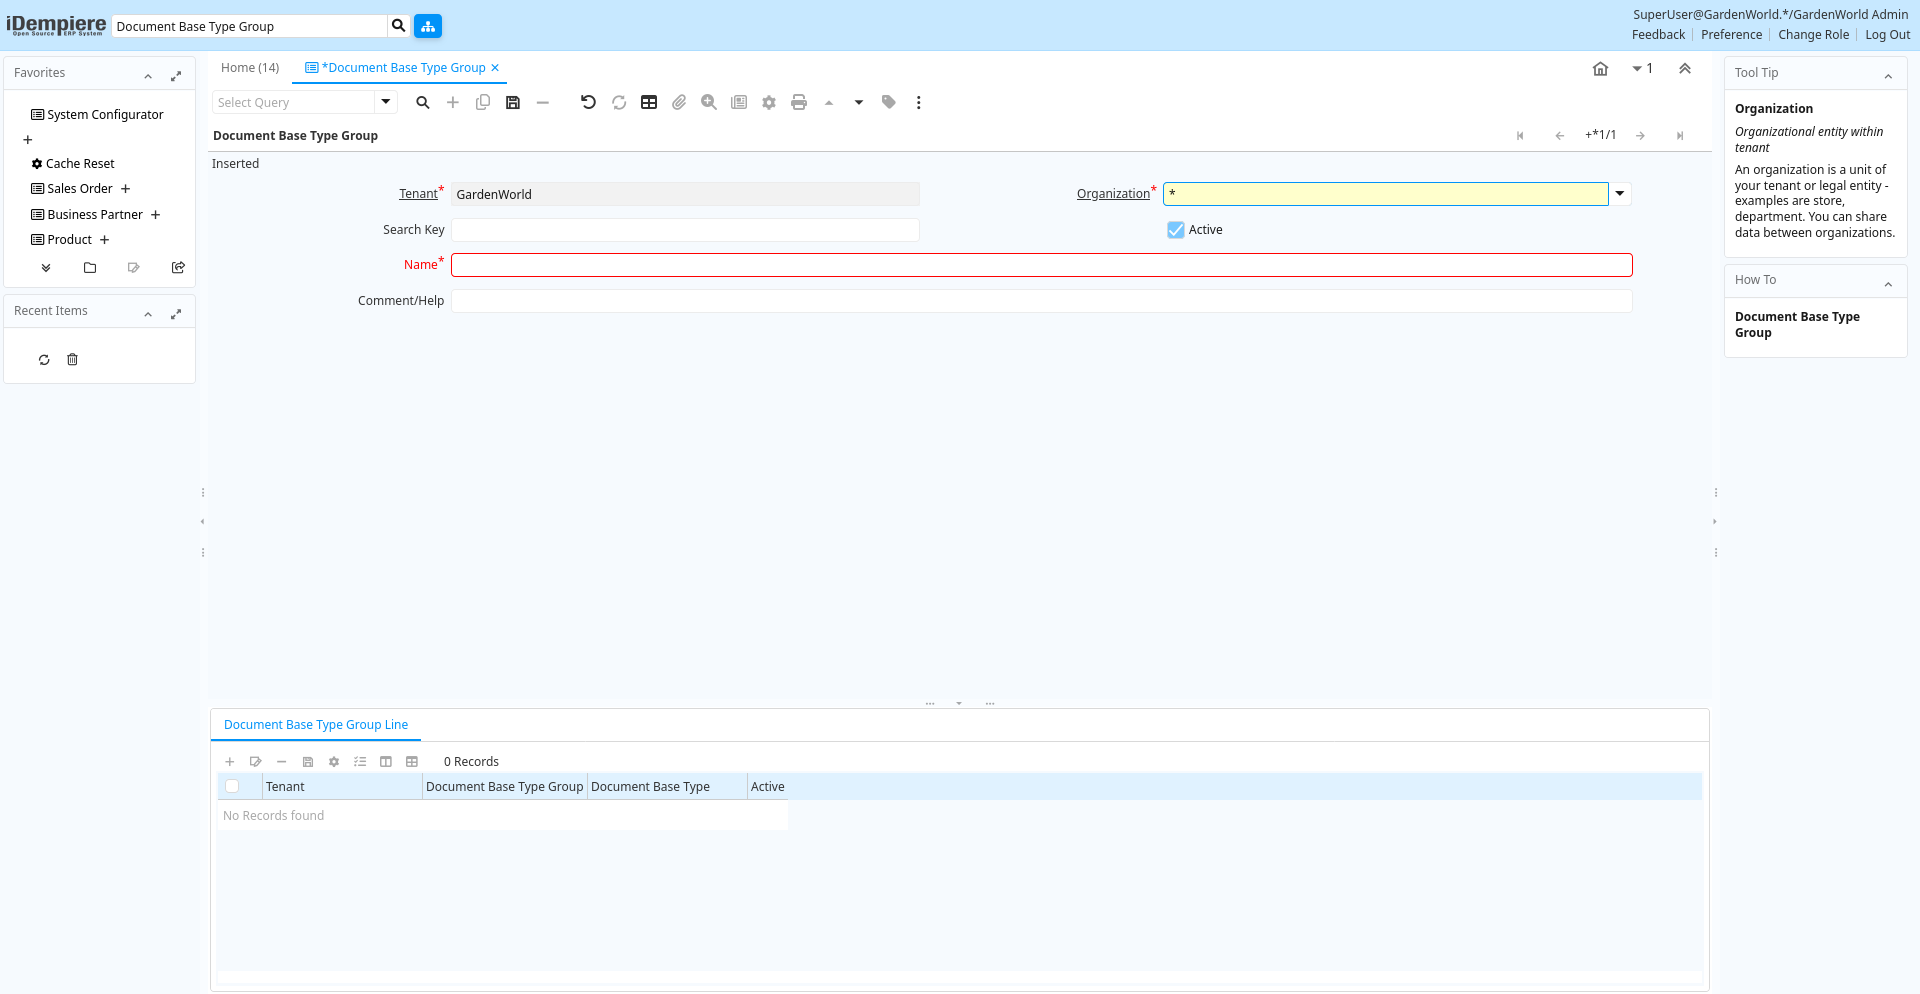 iDempiere
Open Source ERP System
Document Base Type Group
SuperUser@GardenWorld.*/GardenWorld Admin
Feedback
Preference
Change Role
Log Out
Favorites
System Configurator
Cache Reset
Sales Order
Business Partner
Product
Recent Items
Home (14)
*Document Base Type Group
1
Select Query
Document Base Type Group
+*1/1
Inserted
Tenant*
GardenWorld
Organization*
*
Search Key
Active
Name*
Comment/Help
Document Base Type Group Line
0 Records
Tenant
Document Base Type Group
Document Base Type
Active
No Records found
Tool Tip
Organization
Organizational entity within
tenant
An organization is a unit of
your tenant or legal entity -
examples are store,
department. You can share
data between organizations.
How To
Document Base Type
Group